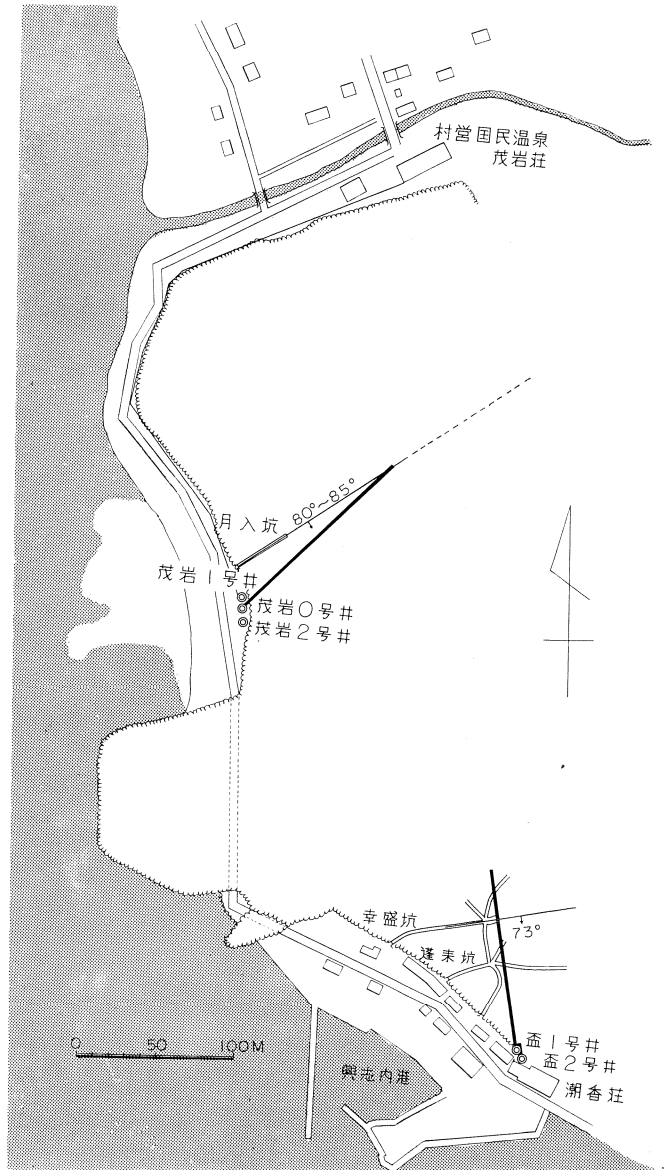 村営国民温泉
茂岩荘
月入坑
80°~85°
茂岩1号井
茂岩0号井
茂岩2号井
幸盛坑
73°
蓬来坑
0 50 100M
盃1号井
盃2号井
興志内港
潮香荘